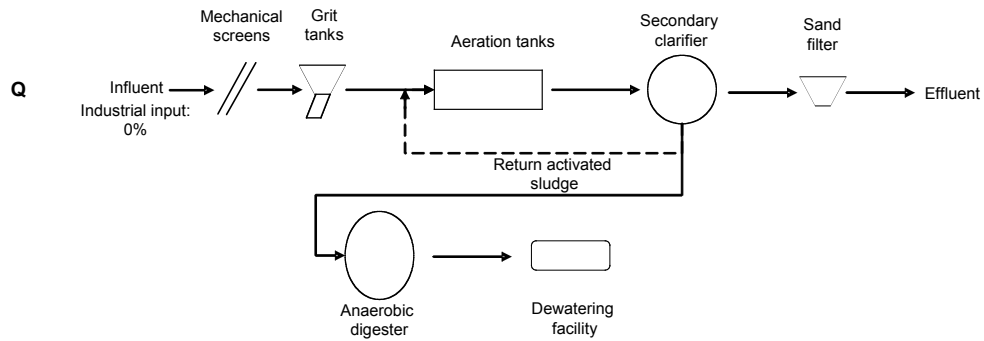 Mechanical
screens
Grit
tanks
Aeration tanks
Secondary
clarifier
Sand
filter
Q
Influent
Industrial input:
0%
Effluent
Return activated
sludge
Anaerobic
digester
Dewatering
facility